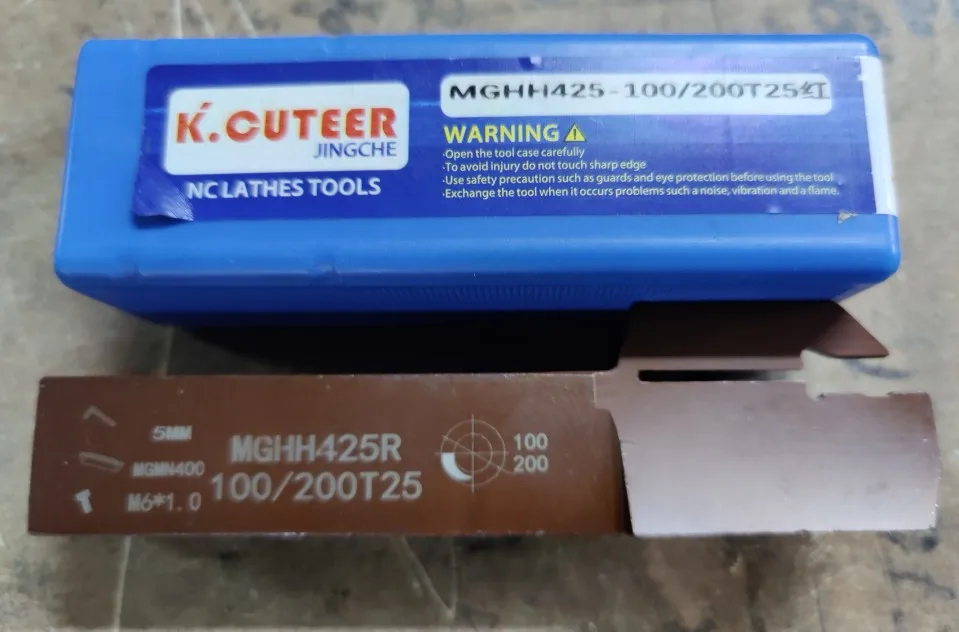 K.CUTEER
JINGCHE
NC LATHES TOOLS
MGHH425-100/200T25红
WARNING
·Open the tool case carefully
·To avoid injury do not touch sharp edge
·Use safety precaution such as guards and eye protection before using the tool
·Exchange the tool when it occurs problems such a noise, vibration and a flame.
5MM
MGMN400
M6*1.0
MGHH425R
100/200T25
100
200